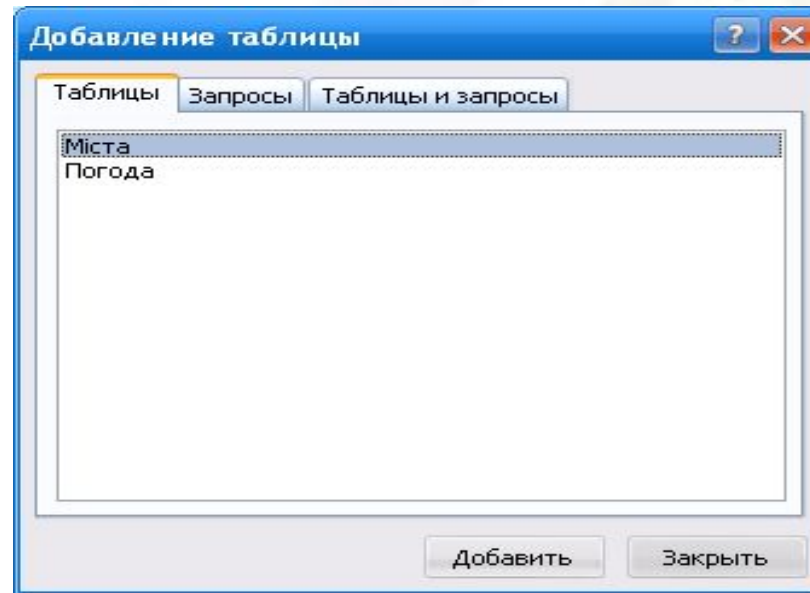 Добавление таблицы
Таблицы Запросы Таблицы и запросы
Міста
Погода
Добавить Закрыть